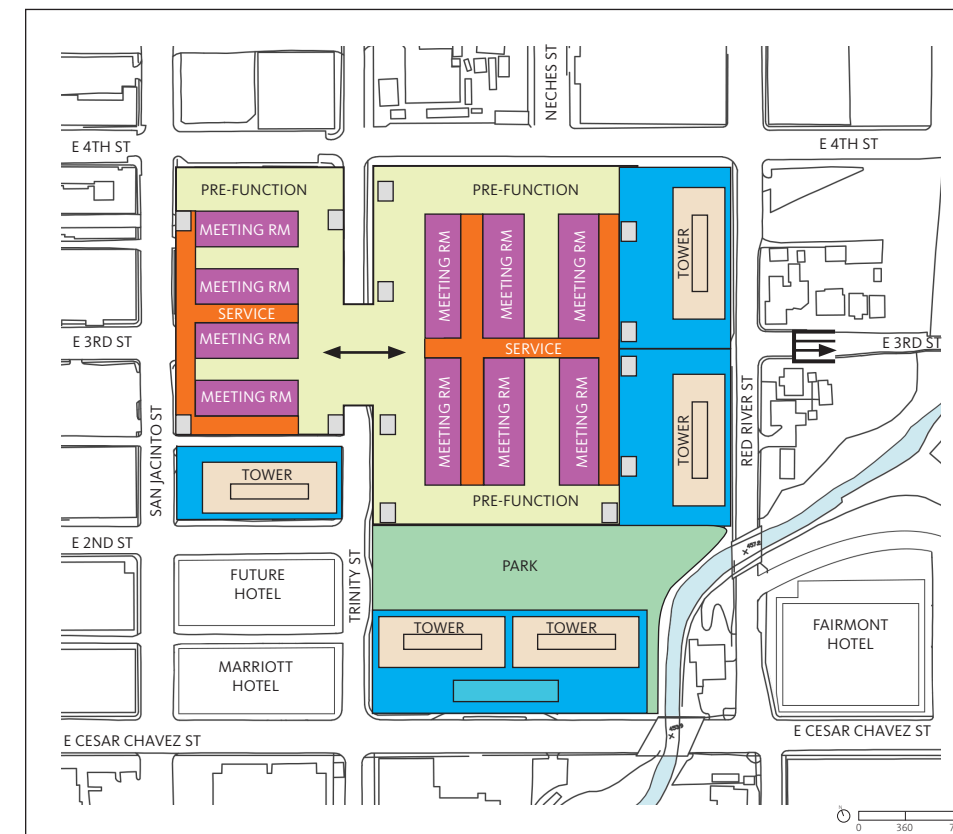 NECHES ST
E 4TH ST
E 4TH ST
PRE-FUNCTION
PRE-FUNCTION
MEETING RM
MEETING RM
SERVICE
MEETING RM
MEETING RM
MEETING RM
MEETING RM
MEETING RM
SERVICE
MEETING RM
MEETING RM
MEETING RM
PRE-FUNCTION
TOWER
TOWER
E 3RD ST
E 3RD ST
SAN JACINTO ST
RED RIVER ST
TOWER
E 2ND ST
TRINITY ST
PARK
FUTURE
HOTEL
TOWER
TOWER
MARRIOTT
HOTEL
FAIRMONT
HOTEL
E CESAR CHAVEZ ST
E CESAR CHAVEZ ST
N
0 360